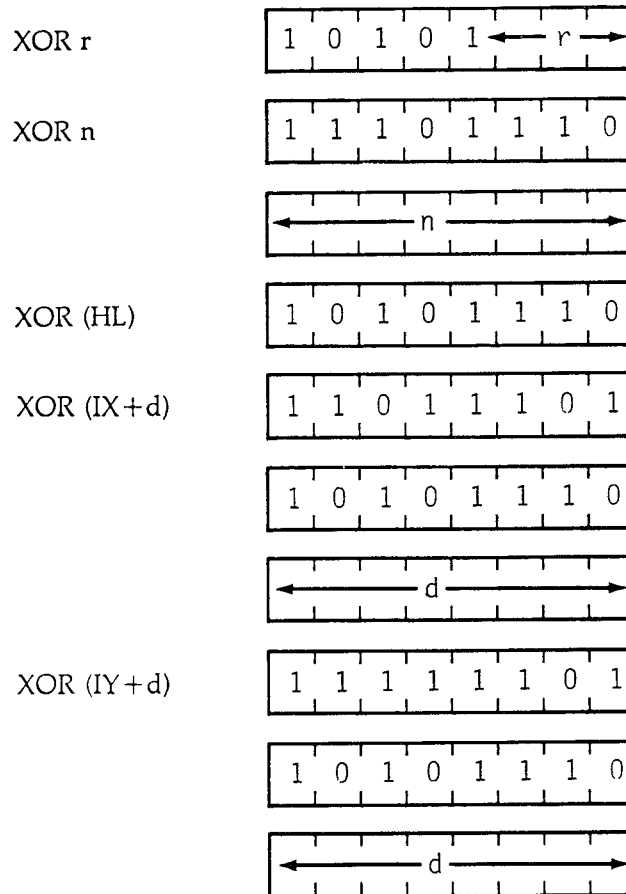 XOR r 1 0 1 0 1 r
XOR n 1 1 1 0 1 1 1 0
n
XOR (HL) 1 0 1 0 1 1 1 0
XOR (IX+d) 1 1 0 1 1 1 0 1
1 0 1 0 1 1 1 0
d
XOR (IY+d) 1 1 1 1 1 1 0 1
1 0 1 0 1 1 1 0
d